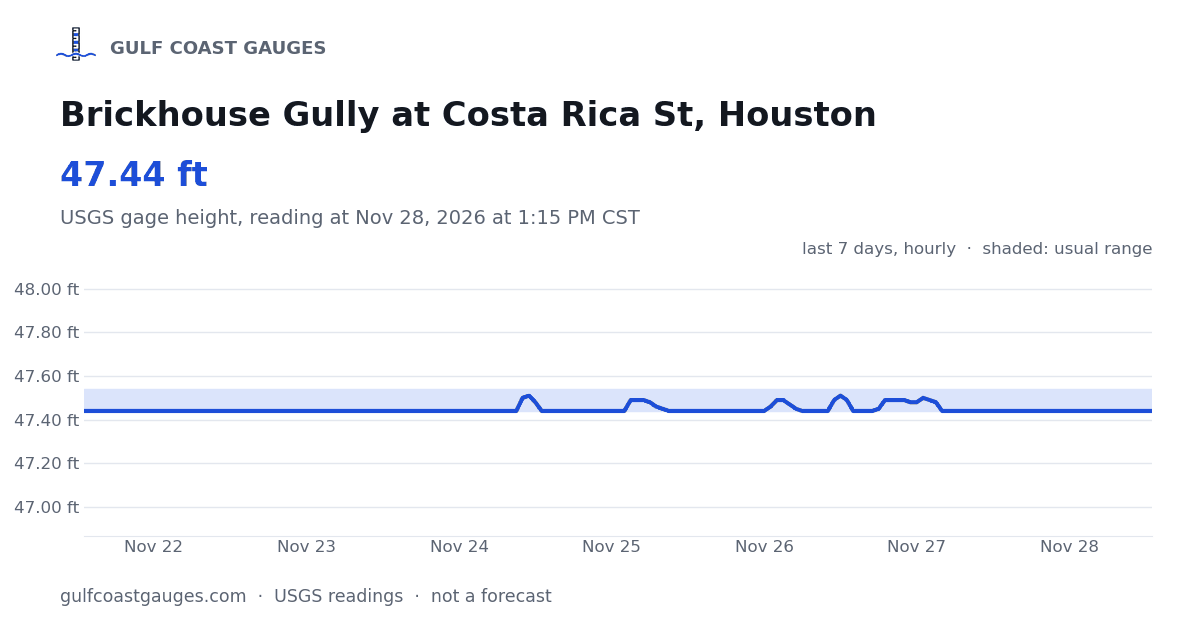 GULF COAST GAUGES
Brickhouse Gully at Costa Rica St, Houston
47.44 ft
USGS gage height, reading at Nov 28, 2026 at 1:15 PM CST
last 7 days, hourly · shaded: usual range
48.00 ft
47.80 ft
47.60 ft
47.40 ft
47.20 ft
47.00 ft
Nov 22 Nov 23 Nov 24 Nov 25 Nov 26 Nov 27 Nov 28
gulfcoastgauges.com · USGS readings · not a forecast